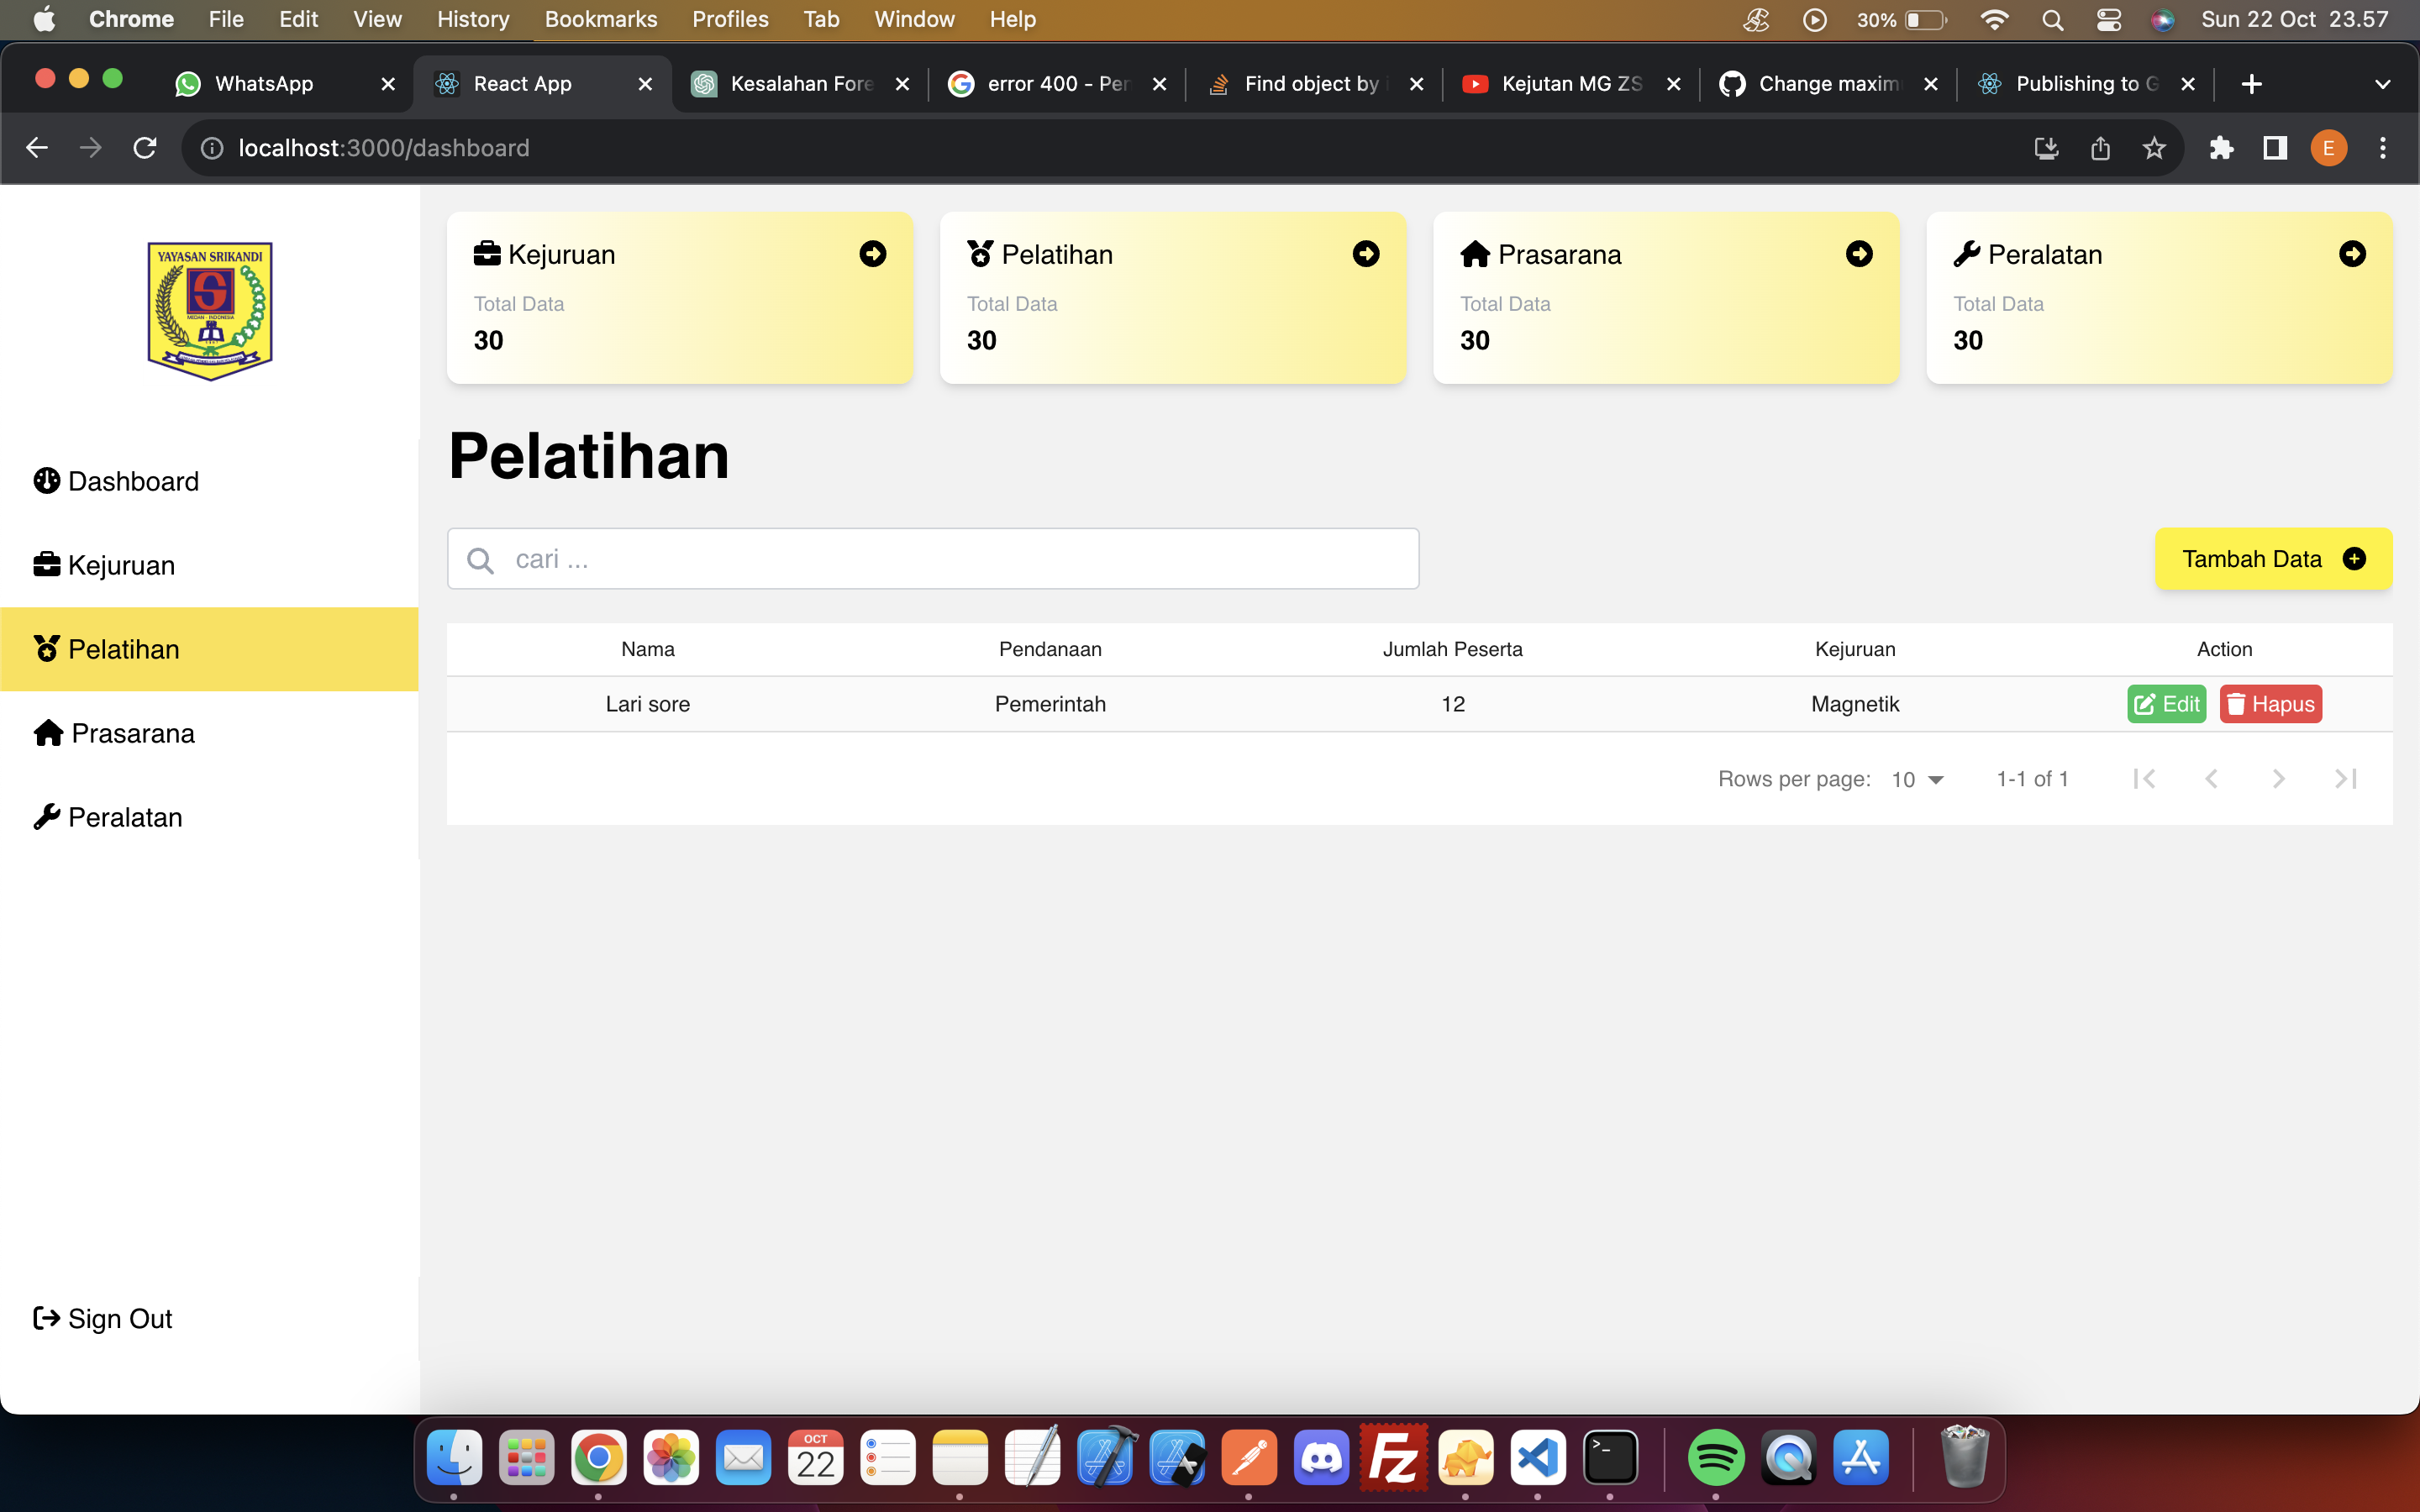 Chrome File Edit View History Bookmarks Profiles Tab Window Help 30% Sun 22 Oct 23.57
WhatsApp React App Kesalahan Fore error 400 - Per Find object by i Kejutan MG ZS Change maxim Publishing to G
localhost:3000/dashboard E
YAYASAN SRIKANDI
S
MEDAN - INDONESIA
Dashboard
Kejuruan
Pelatihan
Prasarana
Peralatan
Sign Out
Kejuruan
Total Data
30
Pelatihan
Total Data
30
Prasarana
Total Data
30
Peralatan
Total Data
30
Pelatihan
cari ...
Tambah Data
Nama Pendanaan Jumlah Peserta Kejuruan Action
Lari sore Pemerintah 12 Magnetik Edit Hapus
Rows per page: 10 1-1 of 1
OCT
22
Fz
>_